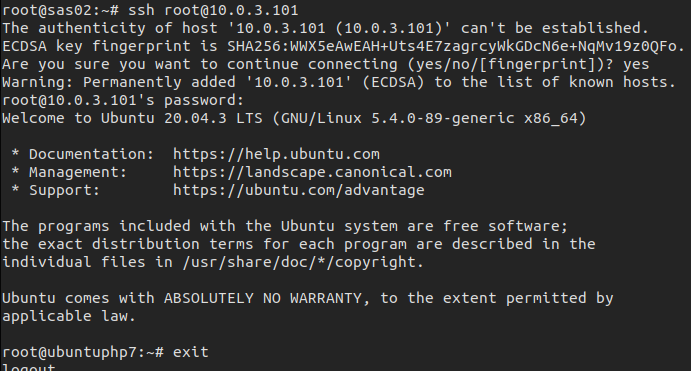 root@sas02:~# ssh root@10.0.3.101
The authenticity of host '10.0.3.101 (10.0.3.101)' can't be established.
ECDSA key fingerprint is SHA256:WWX5eAwEAH+Uts4E7zagrcyWkGDcN6e+NqMv19z0QFo.
Are you sure you want to continue connecting (yes/no/[fingerprint])? yes
Warning: Permanently added '10.0.3.101' (ECDSA) to the list of known hosts.
root@10.0.3.101's password:
Welcome to Ubuntu 20.04.3 LTS (GNU/Linux 5.4.0-89-generic x86_64)
* Documentation:  https://help.ubuntu.com
* Management:     https://landscape.canonical.com
* Support:        https://ubuntu.com/advantage
The programs included with the Ubuntu system are free software;
the exact distribution terms for each program are described in the
individual files in /usr/share/doc/*/copyright.
Ubuntu comes with ABSOLUTELY NO WARRANTY, to the extent permitted by
applicable law.
root@ubuntuphp7:~# exit
logout